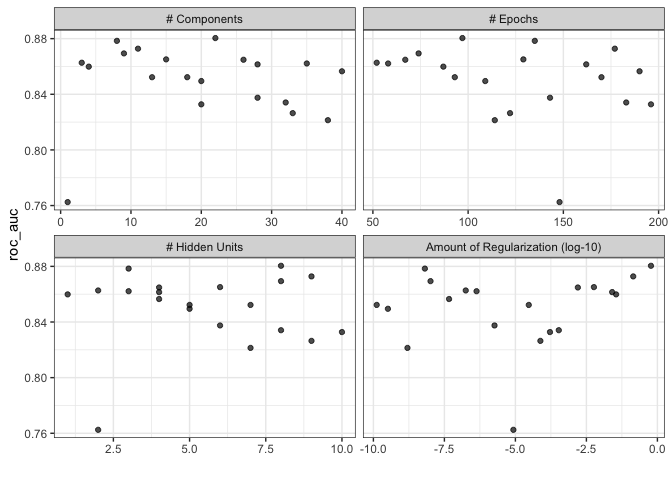 # Components
# Epochs
0.88
0.84
0.80
0.76
0 10 20 30 40
50 100 150 200
roc_auc
# Hidden Units
Amount of Regularization (log-10)
0.88
0.84
0.80
0.76
2.5 5.0 7.5 10.0
-10.0 -7.5 -5.0 -2.5 0.0